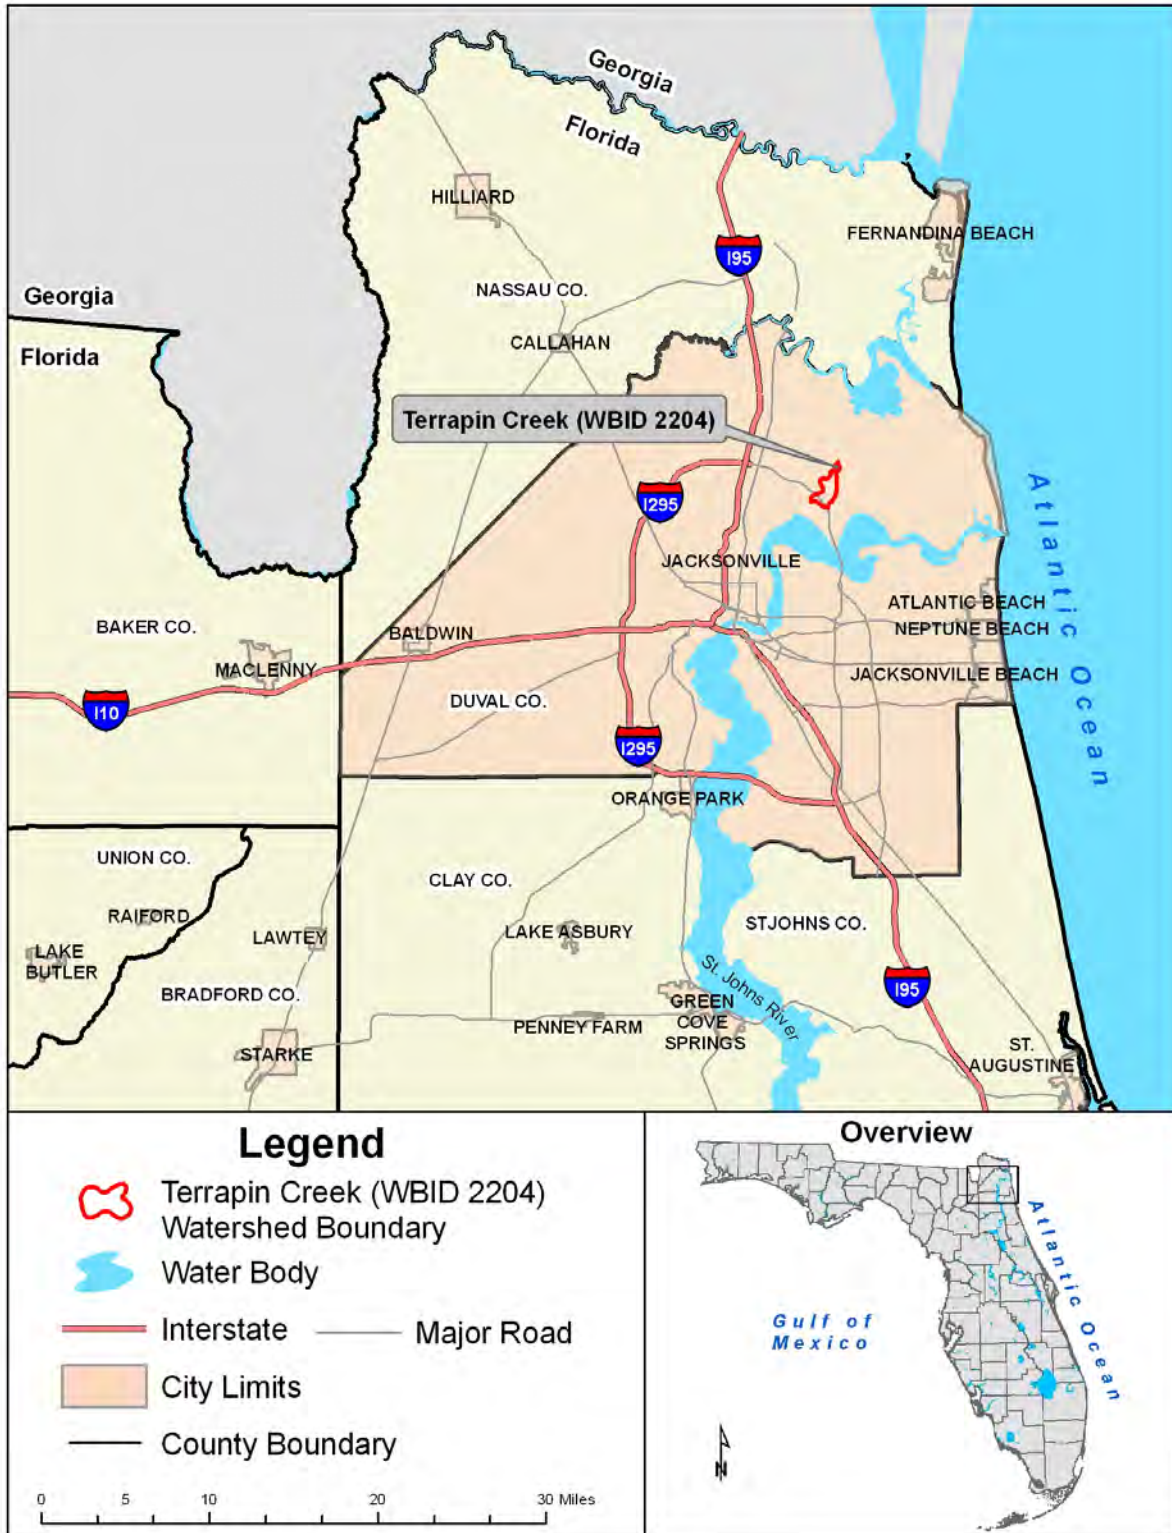 Georgia
Florida
HILLIARD
I95
FERNANDINA BEACH
Georgia
NASSAU CO.
Florida
CALLAHAN
Terrapin Creek (WBID 2204)
I295
JACKSONVILLE
Atlantic Ocean
ATLANTIC BEACH
BAKER CO.
BALDWIN
NEPTUNE BEACH
MACLENNY
JACKSONVILLE BEACH
I10
DUVAL CO.
I295
ORANGE PARK
UNION CO.
CLAY CO.
RAIFORD
STJOHNS CO.
LAWTEY
LAKE ASBURY
LAKE
BUTLER
St. Johns River
BRADFORD CO.
I95
GREEN
COVE
SPRINGS
PENNEY FARM
STARKE
ST.
AUGUSTINE
Legend
Terrapin Creek (WBID 2204)
Watershed Boundary
Water Body
Interstate
Major Road
City Limits
County Boundary
0 5 10 20 30 Miles
Overview
Atlantic Ocean
Gulf of
Mexico
N